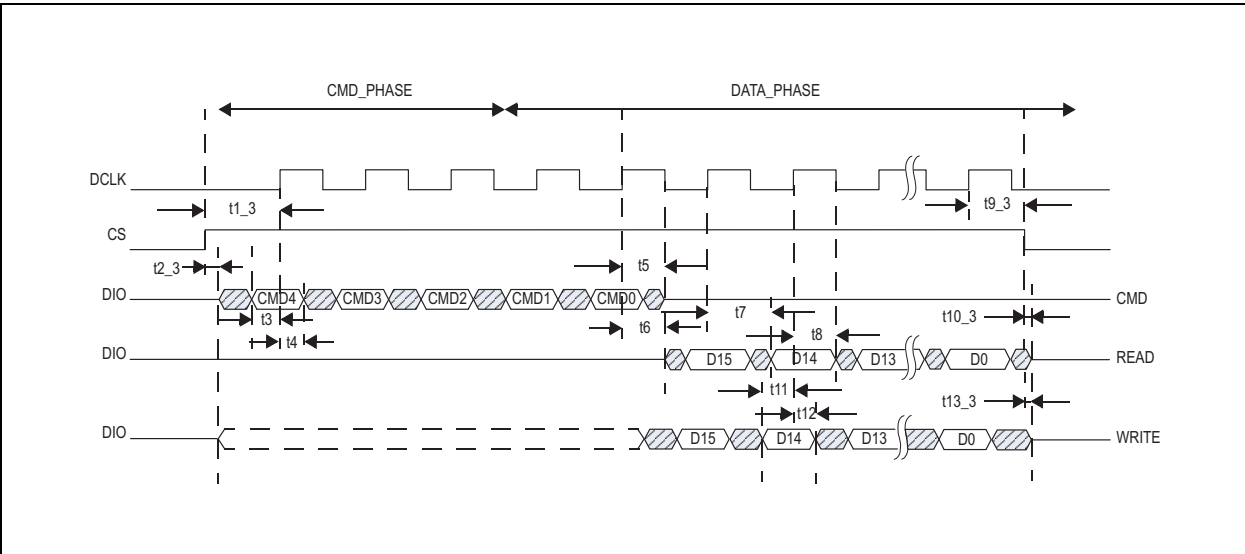 CMD_PHASE DATA_PHASE
DCLK
t1_3 t9_3
CS
t2_3 t5
DIO CMD4 CMD3 CMD2 CMD1 CMD0 CMD
t3 t6 t7 t10_3
t4 t8
DIO D15 D14 D13 D0 READ
t11 t13_3
t12
DIO D15 D14 D13 D0 WRITE